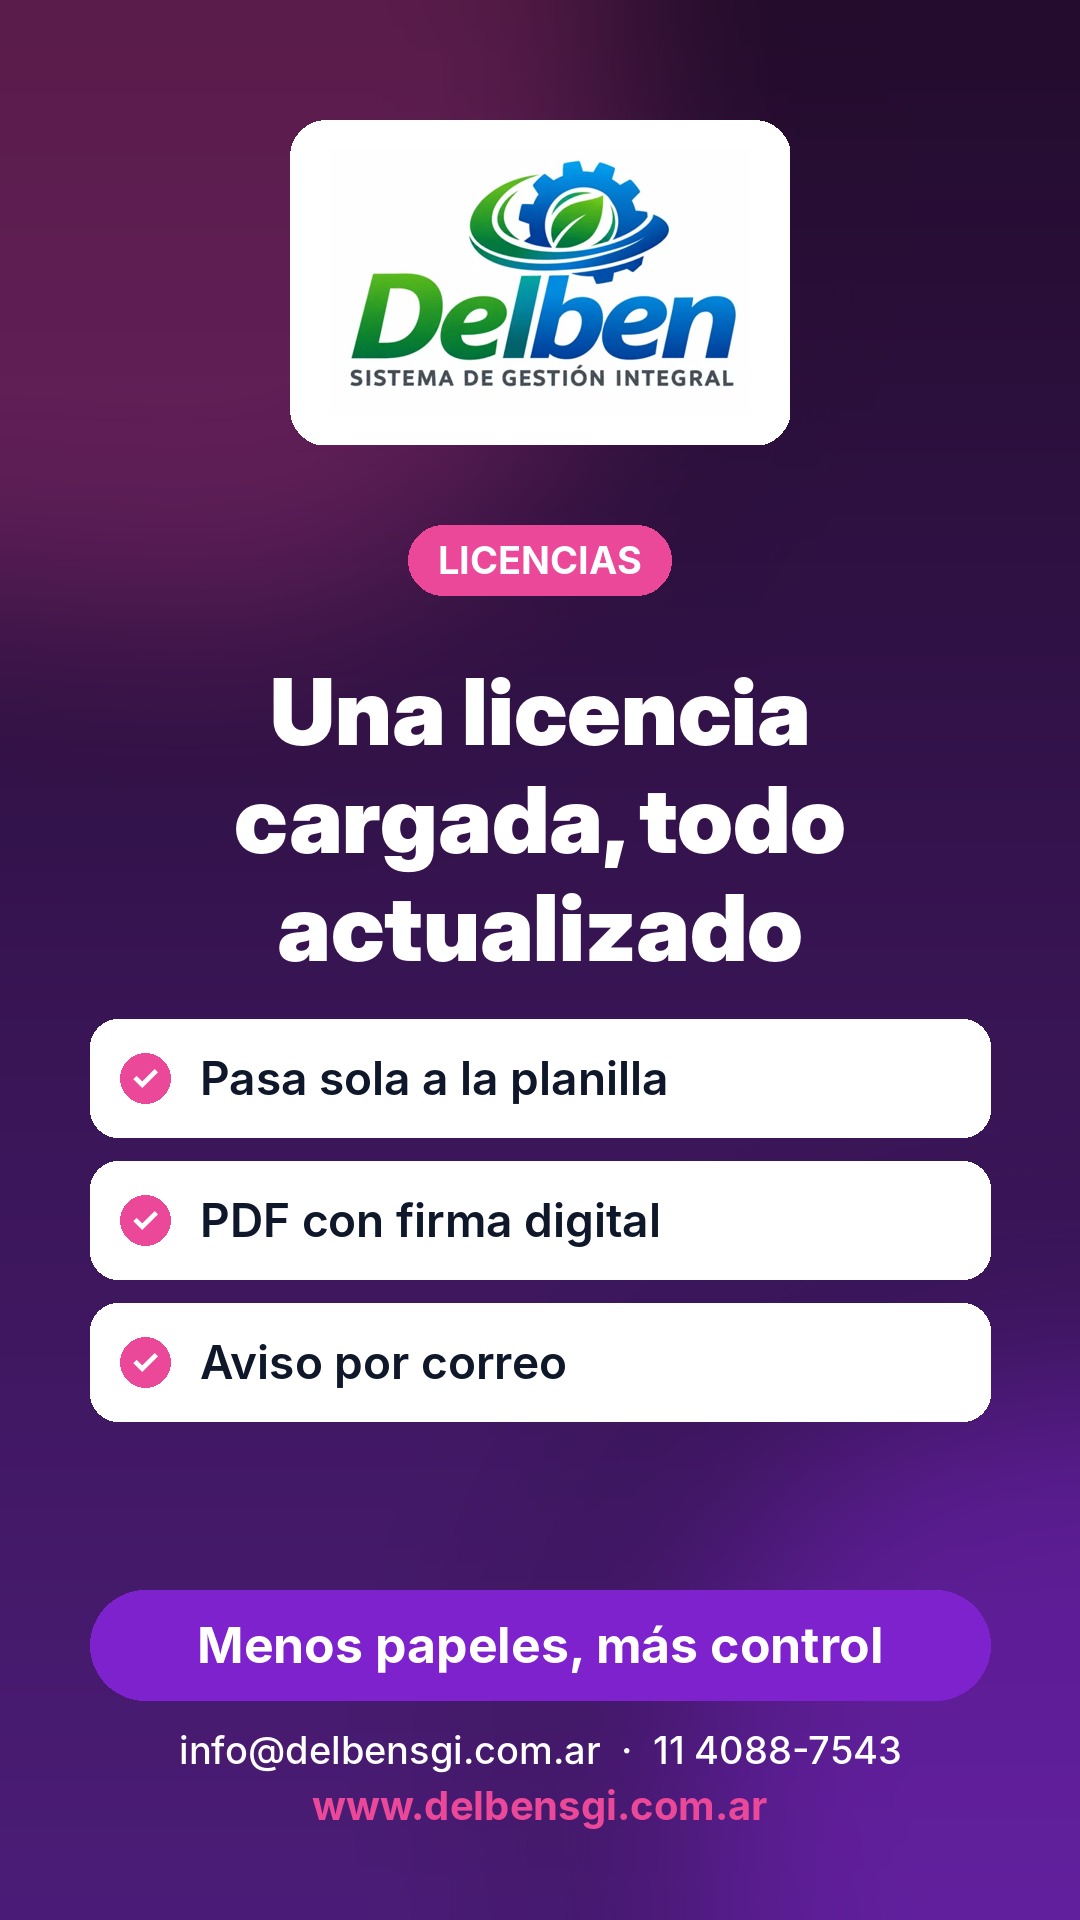 Delben
SISTEMA DE GESTIÓN INTEGRAL
LICENCIAS
Una licencia
cargada, todo
actualizado
Pasa sola a la planilla
PDF con firma digital
Aviso por correo
Menos papeles, más control
info@delbensgi.com.ar · 11 4088-7543
www.delbensgi.com.ar